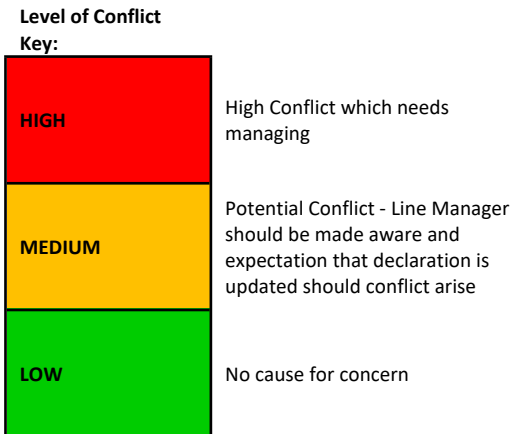 Level of Conflict
Key:
HIGH
High Conflict which needs
managing
MEDIUM
Potential Conflict - Line Manager
should be made aware and
expectation that declaration is
updated should conflict arise
LOW
No cause for concern